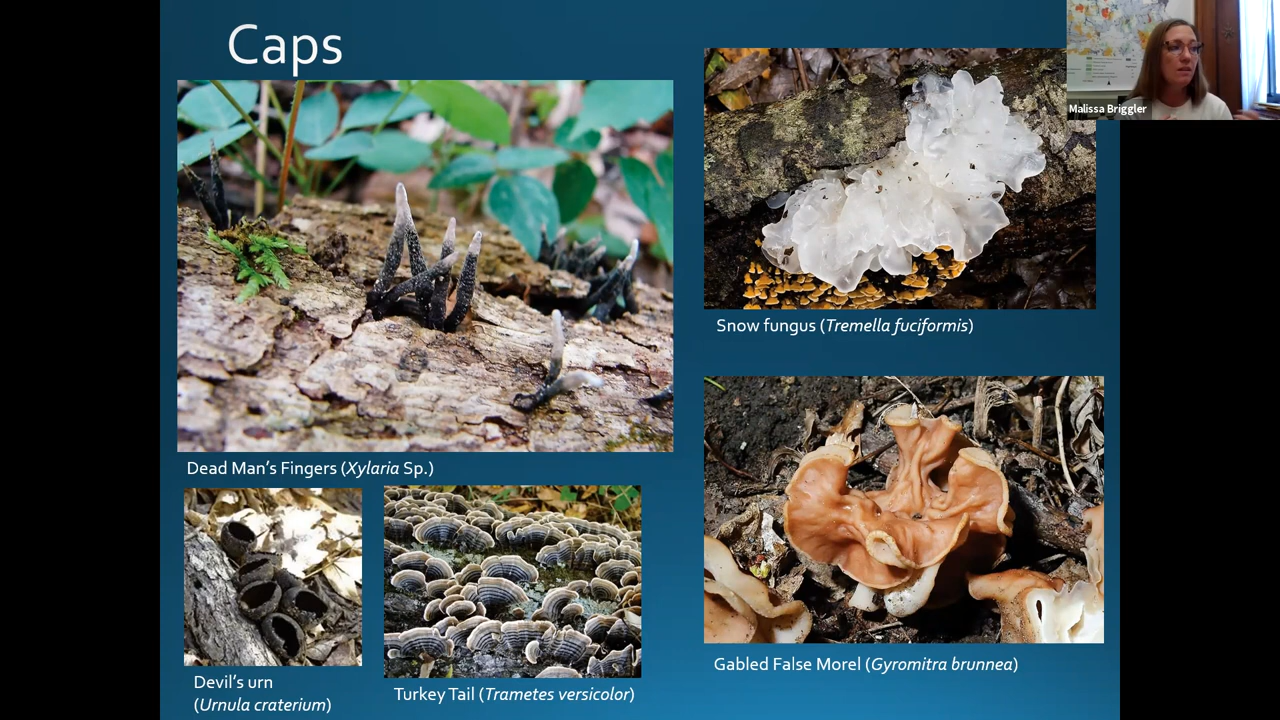 Caps
Malissa Briggler
Snow fungus (Tremella fuciformis)
Dead Man's Fingers (Xylaria Sp.)
Gabled False Morel (Gyromitra brunnea)
Devil's urn
(Urnula craterium)
Turkey Tail (Trametes versicolor)